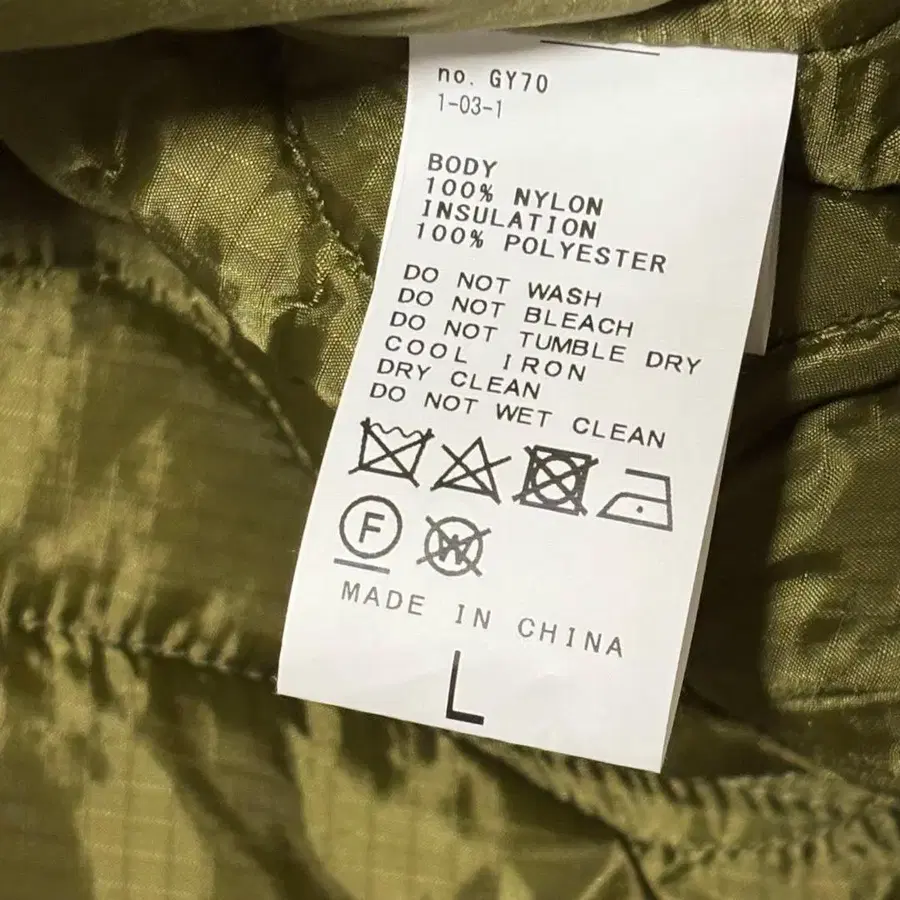 no. GY70
1-03-1
BODY
100% NYLON
INSULATION
100% POLYESTER
DO NOT WASH
DO NOT BLEACH
DO NOT TUMBLE DRY
COOL IRON
DRY CLEAN
DO NOT WET CLEAN
F W
MADE IN CHINA
L